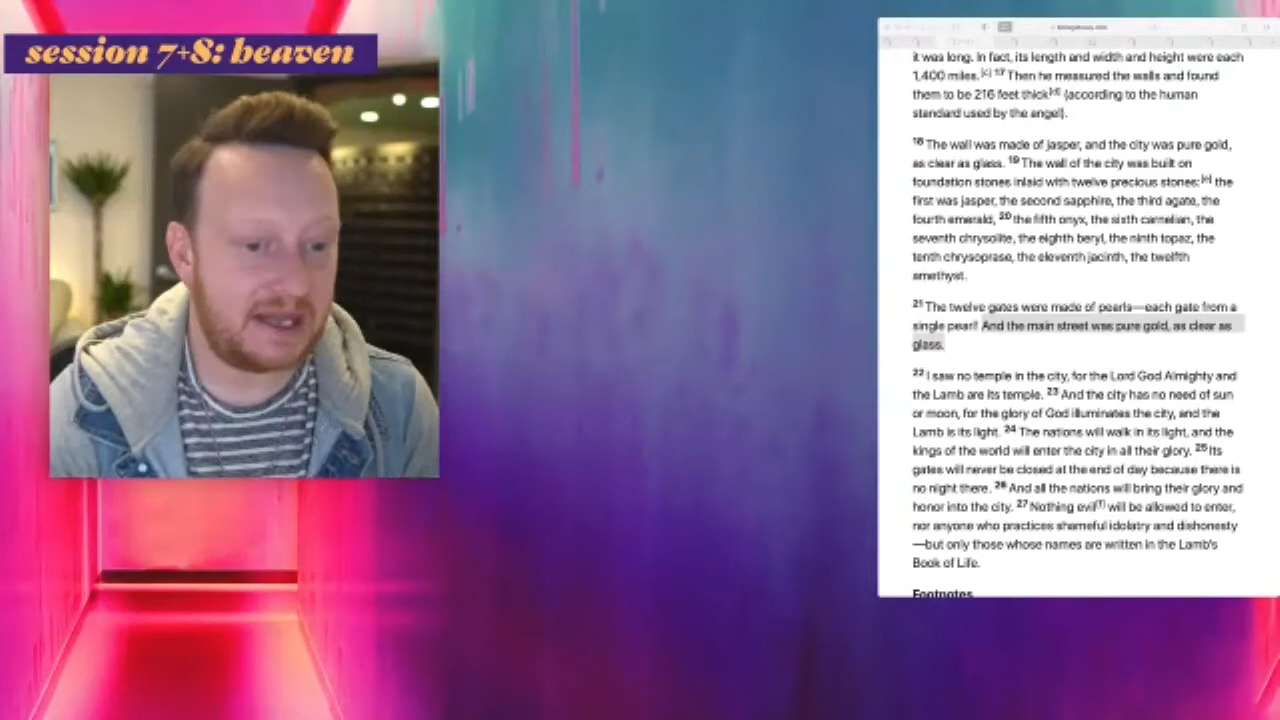 session 7+8: beaven
it was long. In fact, its length and width and height were each
1,400 miles.[c] 17 Then he measured the walls and found
them to be 216 feet thick[d] (according to the human
standard used by the angel).
18 The wall was made of jasper, and the city was pure gold,
as clear as glass. 19 The wall of the city was built on
foundation stones inlaid with twelve precious stones:[e] the
first was jasper, the second sapphire, the third agate, the
fourth emerald, 20 the fifth onyx, the sixth carnelian, the
seventh chrysolite, the eighth beryl, the ninth topaz, the
tenth chrysoprase, the eleventh jacinth, the twelfth
amethyst.
21 The twelve gates were made of pearls—each gate from a
single pearl! And the main street was pure gold, as clear as
glass.
22 I saw no temple in the city, for the Lord God Almighty and
the Lamb are its temple. 23 And the city has no need of sun
or moon, for the glory of God illuminates the city, and the
Lamb is its light. 24 The nations will walk in its light, and the
kings of the world will enter the city in all their glory. 25 Its
gates will never be closed at the end of day because there is
no night there. 26 And all the nations will bring their glory and
honor into the city. 27 Nothing evil[f] will be allowed to enter,
nor anyone who practices shameful idolatry and dishonesty
—but only those whose names are written in the Lamb's
Book of Life.
Footnotes